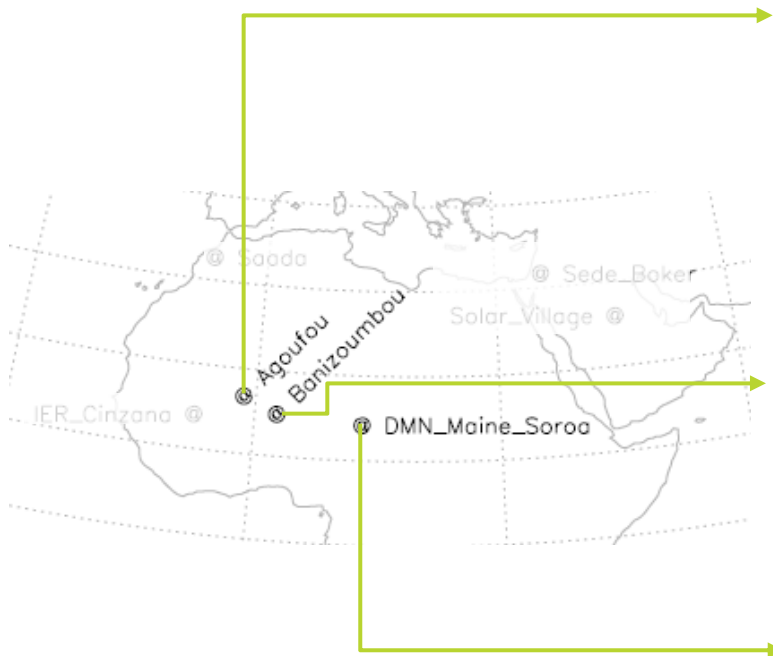 @ Saada
@ Sede_Boker
Solar_Village @
@ Agoufou
@ Banizoumbou
IER_Cinzana @
@ DMN_Maine_Soroa